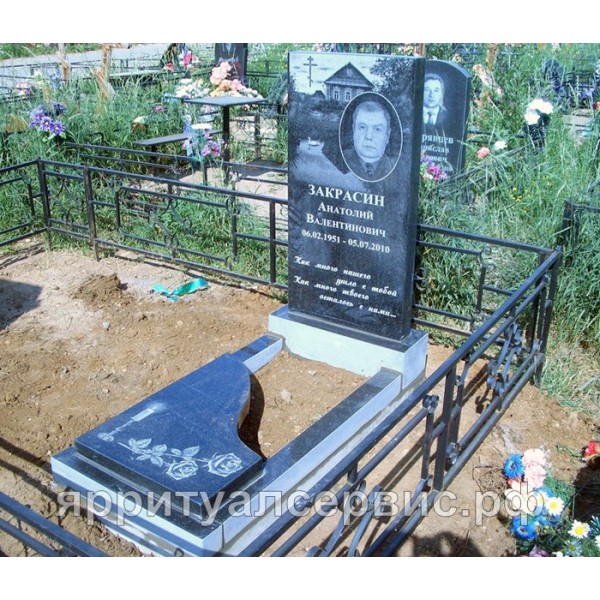 ЗАКРАСИН
АНАТОЛИЙ
ВАЛЕНТИНОВИЧ
06.02.1951 - 05.07.2010
Как много нашего
ушло с тобой
Как много твоего
осталось с нами...
ярритуалсервис.рф